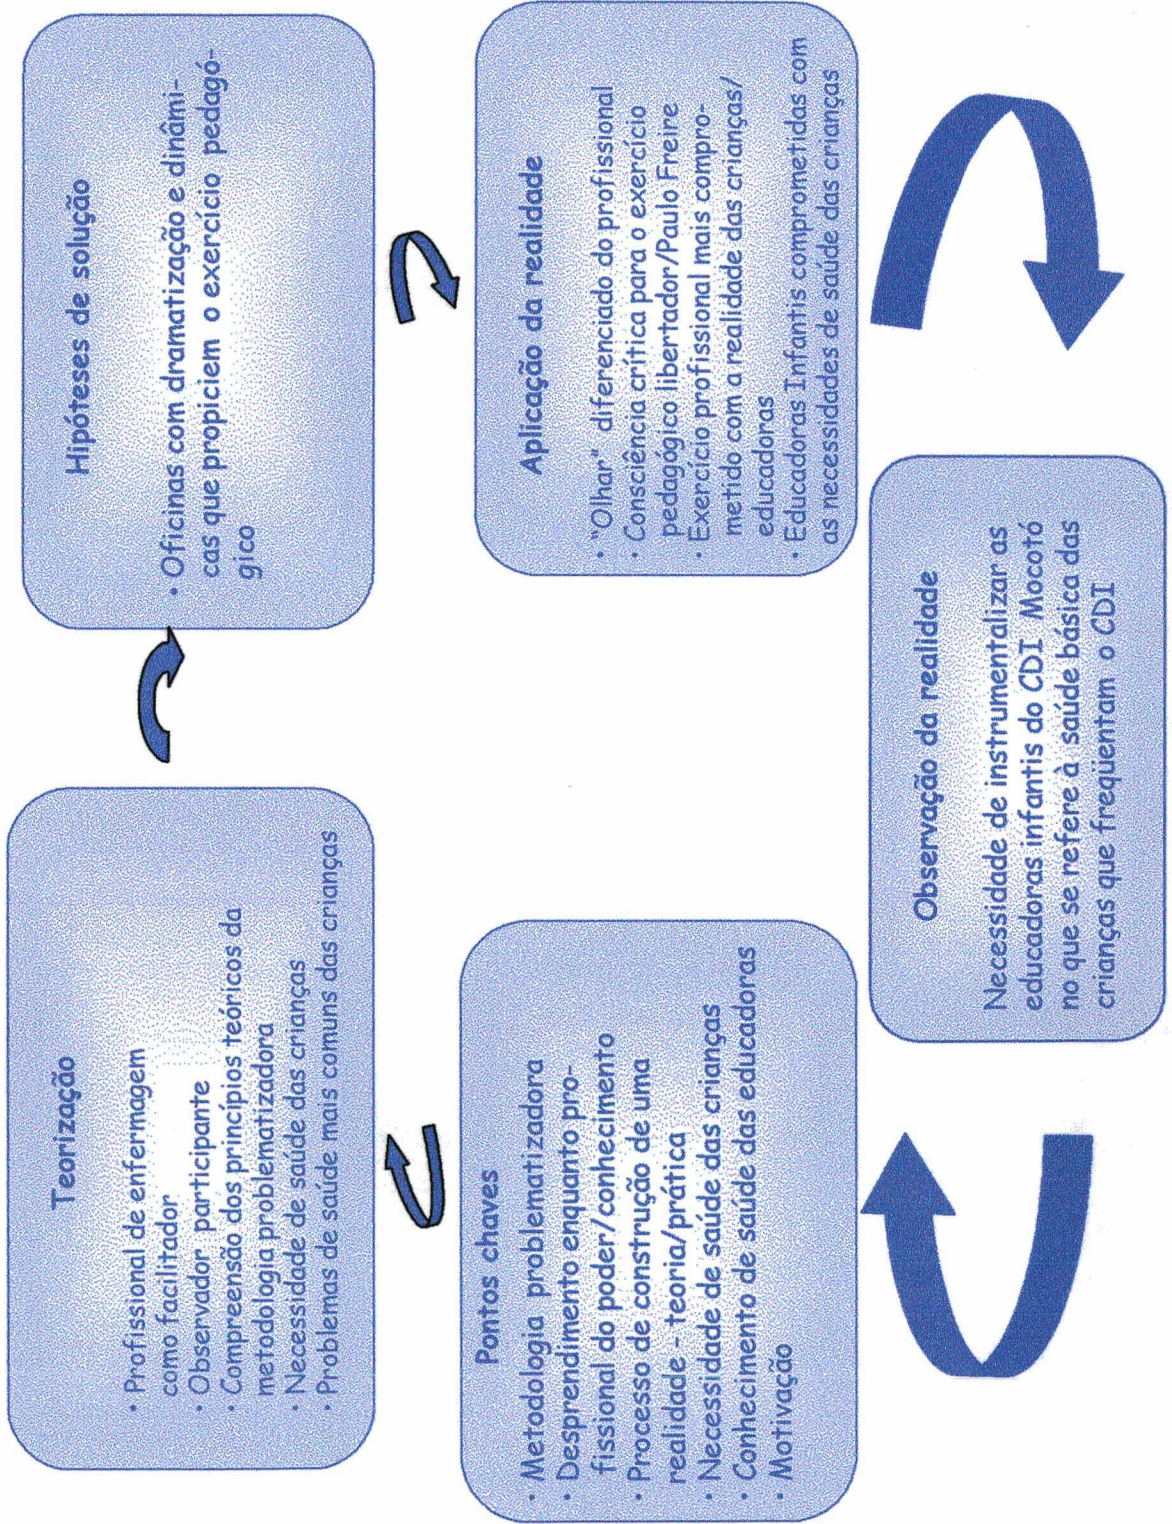 Teorização
· Profissional de enfermagem
como facilitador
· Observador participante
· Compreensão dos princípios teóricos da
metodologia problematizadora
· Necessidade de saúde das crianças
· Problemas de saúde mais comuns das crianças
Hipóteses de solução
· Oficinas com dramatização e dinâmi-
cas que propiciem o exercício pedagó-
gico
Pontos chaves
· Metodologia problematizadora
· Desprendimento enquanto pro-
fissional do poder/conhecimento
· Processo de construção de uma
realidade - teoria/prática
· Necessidade de saúde das crianças
· Conhecimento de saúde das educadoras
· Motivação
Aplicação da realidade
· "Olhar" diferenciado do profissional
· Consciência crítica para o exercício
pedagógico libertador/Paulo Freire
· Exercício profissional mais compro-
metido com a realidade das crianças/
educadoras
· Educadoras Infantis comprometidas com
as necesidades de saúde das crianças
Observação da realidade
Necessidade de instrumentalizar as
educadoras infantis do CDI Mocotó
no que se refere à saúde básica das
crianças que freqüentam o CDI